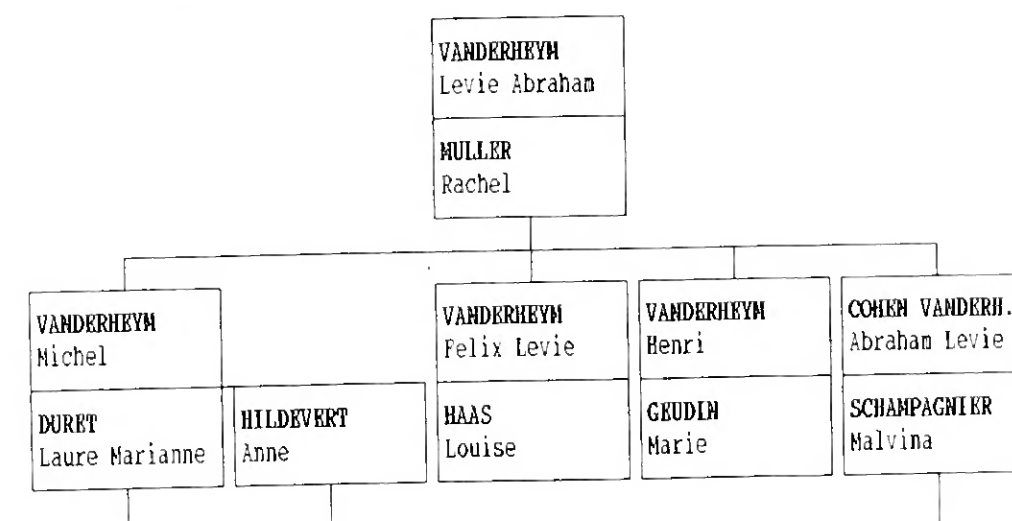 VANDERHEYM
Levie Abraham
MULLER
Rachel
VANDERHEYM
Michel
DURET
Laure Marianne
HILDEVERT
Anne
VANDERHEYM
Felix Levie
HAAS
Louise
VANDERHEYM
Henri
GEUDIN
Marie
COHEN VANDERH.
Abraham Levie
SCHAMPAGNIER
Malvina